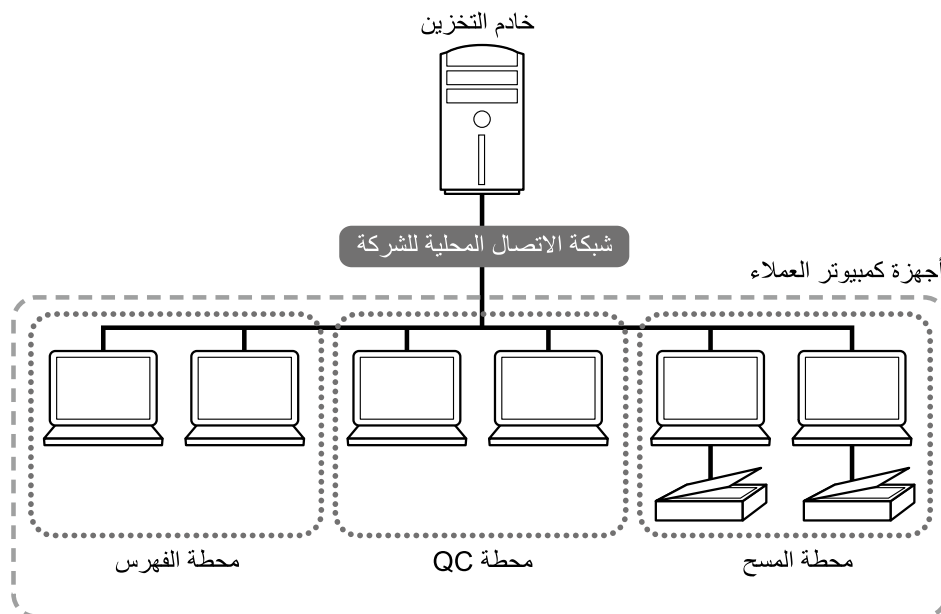 خادم التخزين
شبكة الاتصال المحلية للشركة
أجهزة كمبيوتر العملاء
محطة المسح
محطة QC
محطة الفهرس